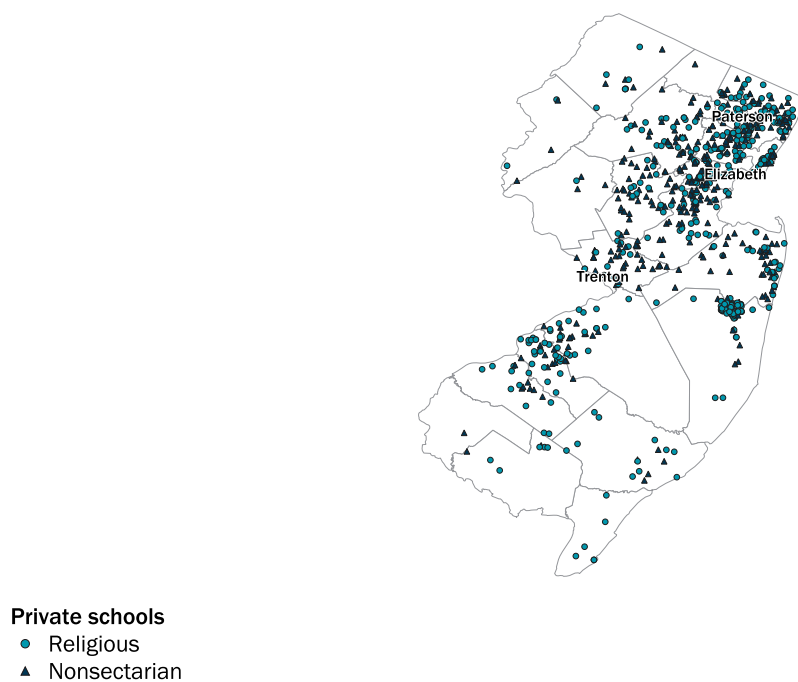 Paterson
Elizabeth
Trenton
Private schools
Religious
Nonsectarian